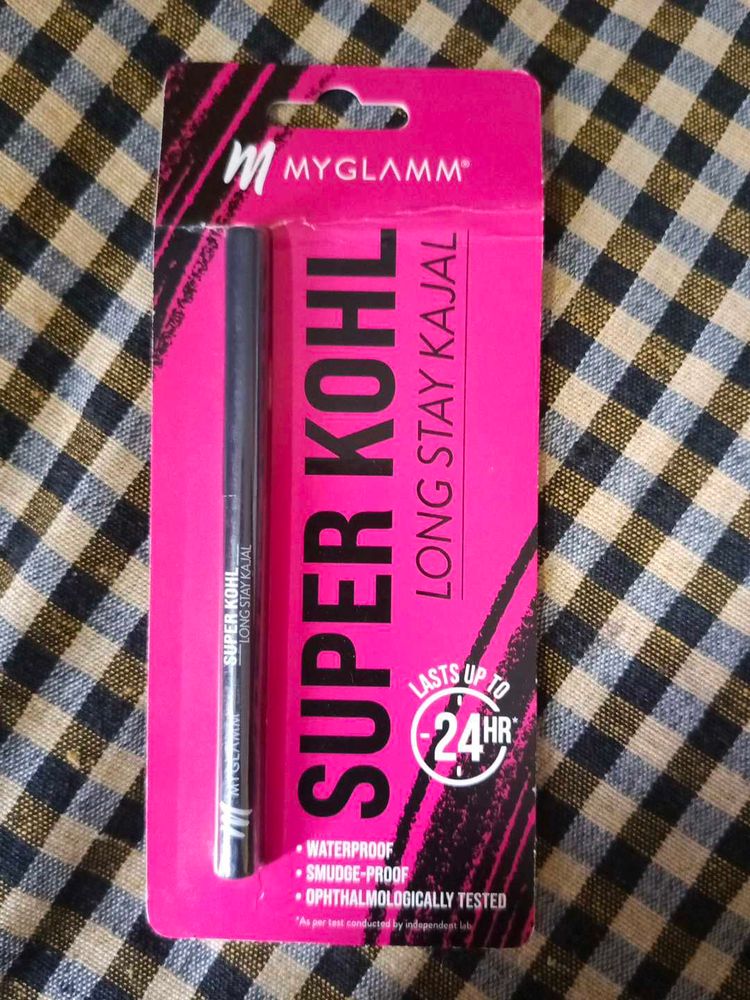 m MYGLAMM®
SUPER KOHL
LONG STAY KAJAL
SUPER KOHL
LONG STAY KAJAL
m MYGLAMM
LASTS UP TO
24HR*
• WATERPROOF
• SMUDGE-PROOF
• OPHTHALMOLOGICALLY TESTED
*As per test conducted by independent lab